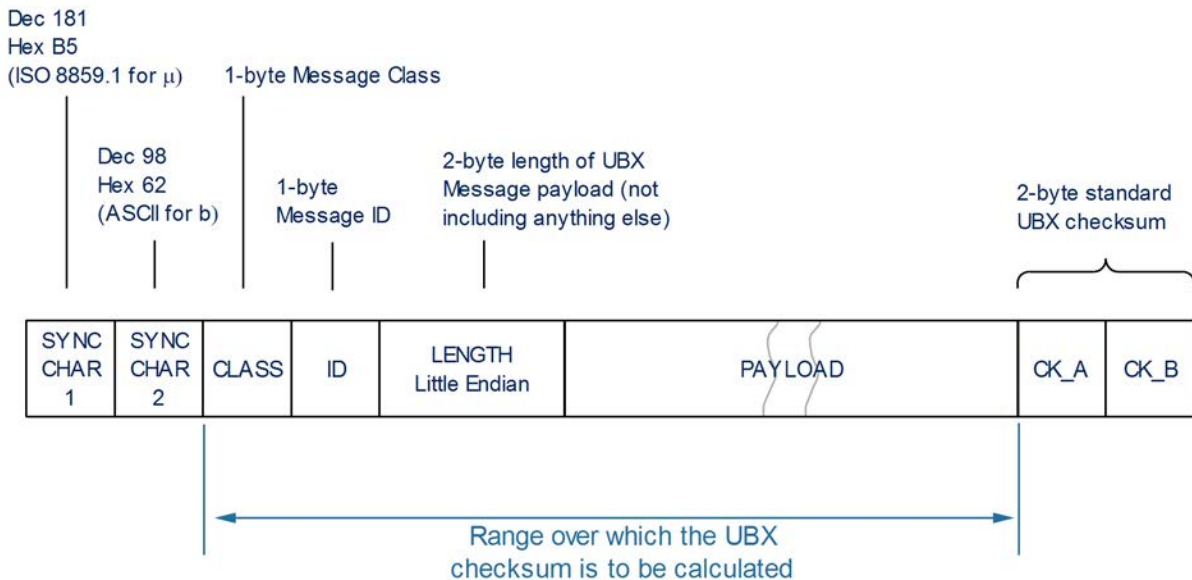 Dec 181
Hex B5
(ISO 8859.1 for μ)
1-byte Message Class
Dec 98
Hex 62
(ASCII for b)
1-byte
Message ID
2-byte length of UBX
Message payload (not
including anything else)
2-byte standard
UBX checksum
SYNC
CHAR
1
SYNC
CHAR
2
CLASS
ID
LENGTH
Little Endian
PAYLOAD
CK_A
CK_B
Range over which the UBX
checksum is to be calculated